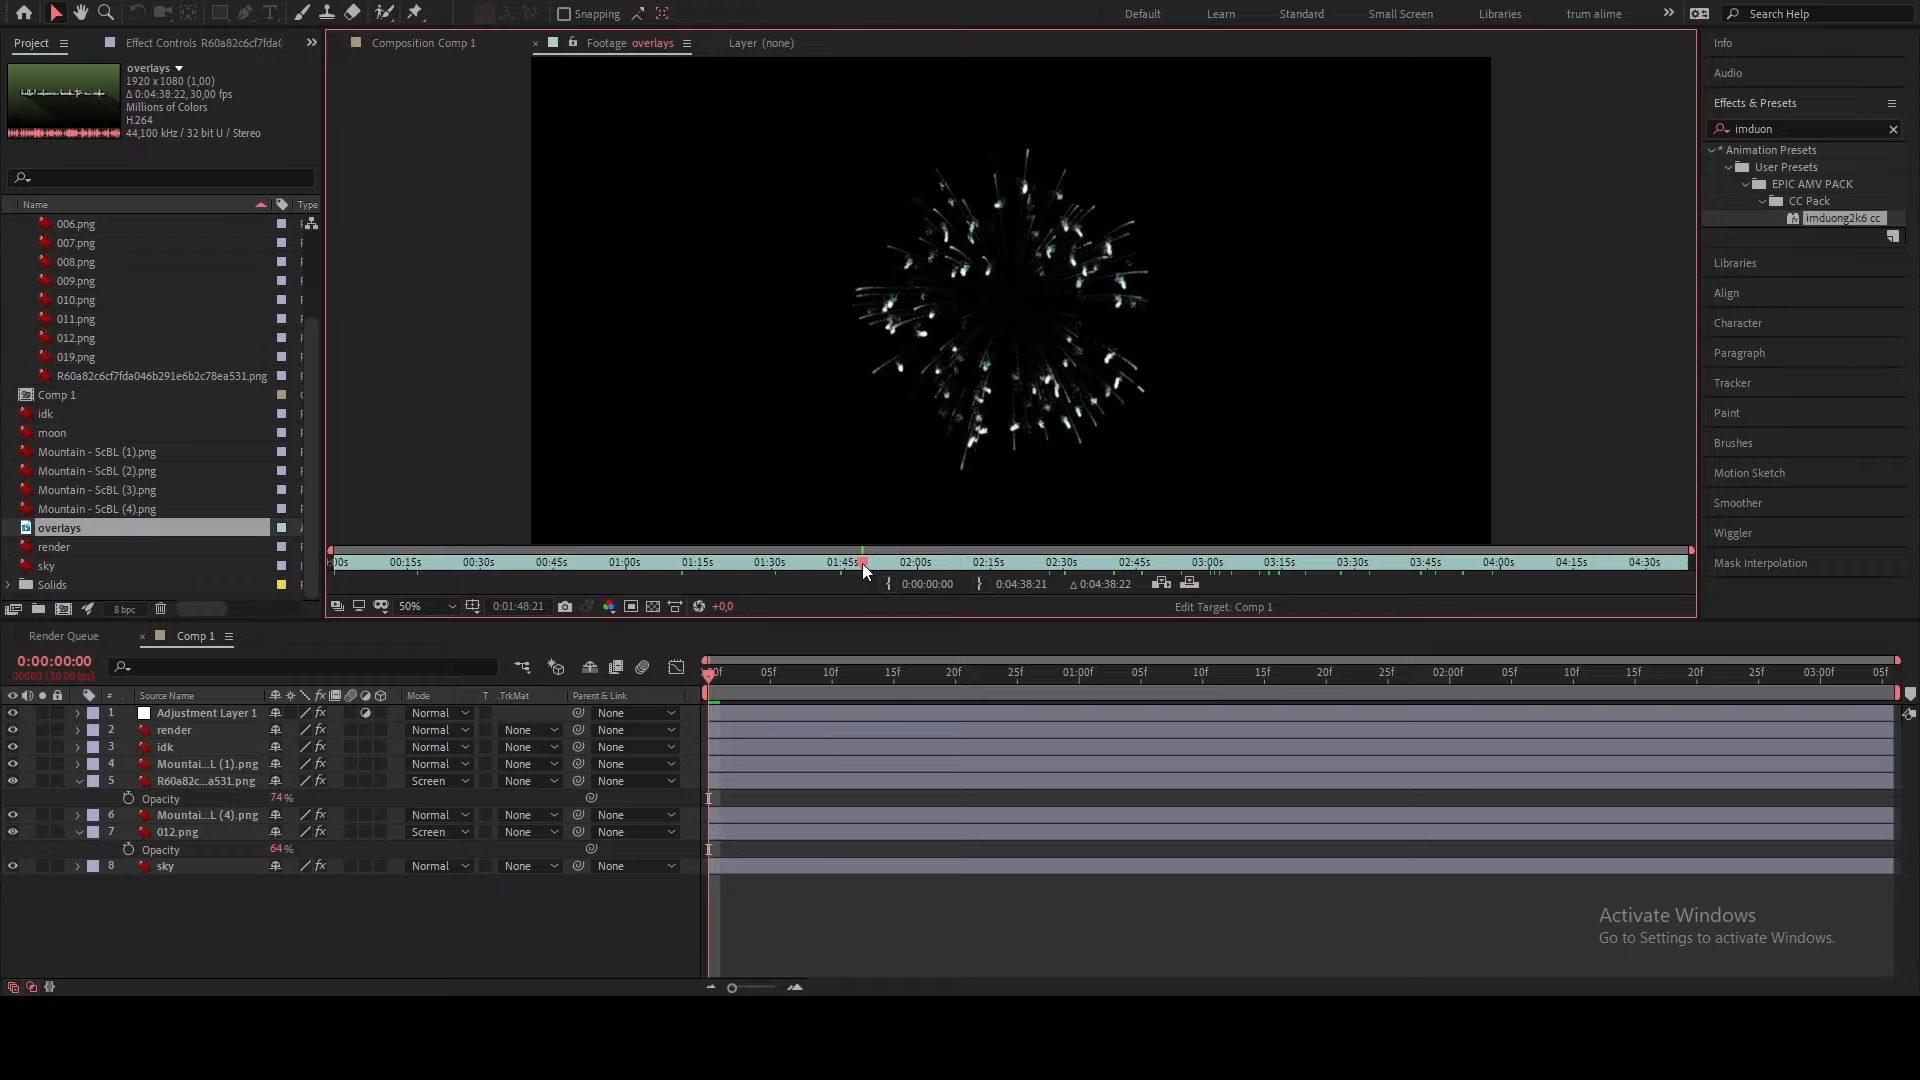 Snapping
Default
Learn
Standard
Small Screen
Libraries
trum alime
Search Help
Project
Effect Controls R60a82c6cf7fda(
Composition Comp 1
Footage overlays
Layer (none)
overlays
1920 x 1080 (1,00)
Δ 0:04:38:22, 30,00 fps
Millions of Colors
H.264
44,100 kHz / 32 bit U / Stereo
Name
Type
006.png
007.png
008.png
009.png
010.png
011.png
012.png
019.png
R60a82c6cf7fda046b291e6b2c78ea531.png
Comp 1
idk
moon
Mountain - ScBL (1).png
Mountain - ScBL (2).png
Mountain - ScBL (3).png
Mountain - ScBL (4).png
overlays
render
sky
Solids
8 bpc
:00s 00:15s 00:30s 00:45s 01:00s 01:15s 01:30s 01:45s 02:00s 02:15s 02:30s 02:45s 03:00s 03:15s 03:30s 03:45s 04:00s 04:15s 04:30s
0:00:00:00 0:04:38:21 Δ 0:04:38:22
50% 0:01:48:21 +0,0
Edit Target: Comp 1
Info
Audio
Effects & Presets
imduon
* Animation Presets
User Presets
EPIC AMV PACK
CC Pack
imduong2k6 cc
Libraries
Align
Character
Paragraph
Tracker
Paint
Brushes
Motion Sketch
Smoother
Wiggler
Mask Interpolation
Render Queue
Comp 1
0:00:00:00
00000 (30.00 fps)
:00f 05f 10f 15f 20f 25f 01:00f 05f 10f 15f 20f 25f 02:00f 05f 10f 15f 20f 25f 03:00f 05f
# Source Name Mode T .TrkMat Parent & Link
1 Adjustment Layer 1 Normal None
2 render Normal None None
3 idk Normal None None
4 Mountai...L (1).png Normal None None
5 R60a82c...a531.png Screen None None
Opacity 74%
6 Mountai...L (4).png Normal None None
7 012.png Screen None None
Opacity 64%
8 sky Normal None None
Activate Windows
Go to Settings to activate Windows.